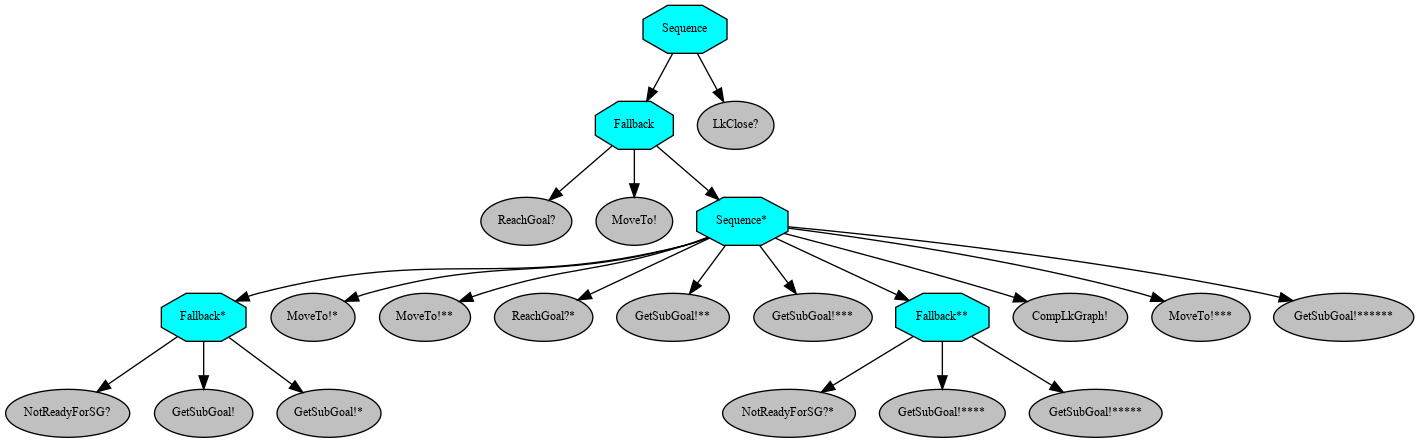 Sequence
Fallback
LkClose?
ReachGoal?
MoveTo!
Sequence*
Fallback*
MoveTo!*
MoveTo!**
ReachGoal?*
GetSubGoal!**
GetSubGoal!***
Fallback**
CompLkGraph!
MoveTo!***
GetSubGoal!******
NotReadyForSG?
GetSubGoal!
GetSubGoal!*
NotReadyForSG?*
GetSubGoal!****
GetSubGoal!*****